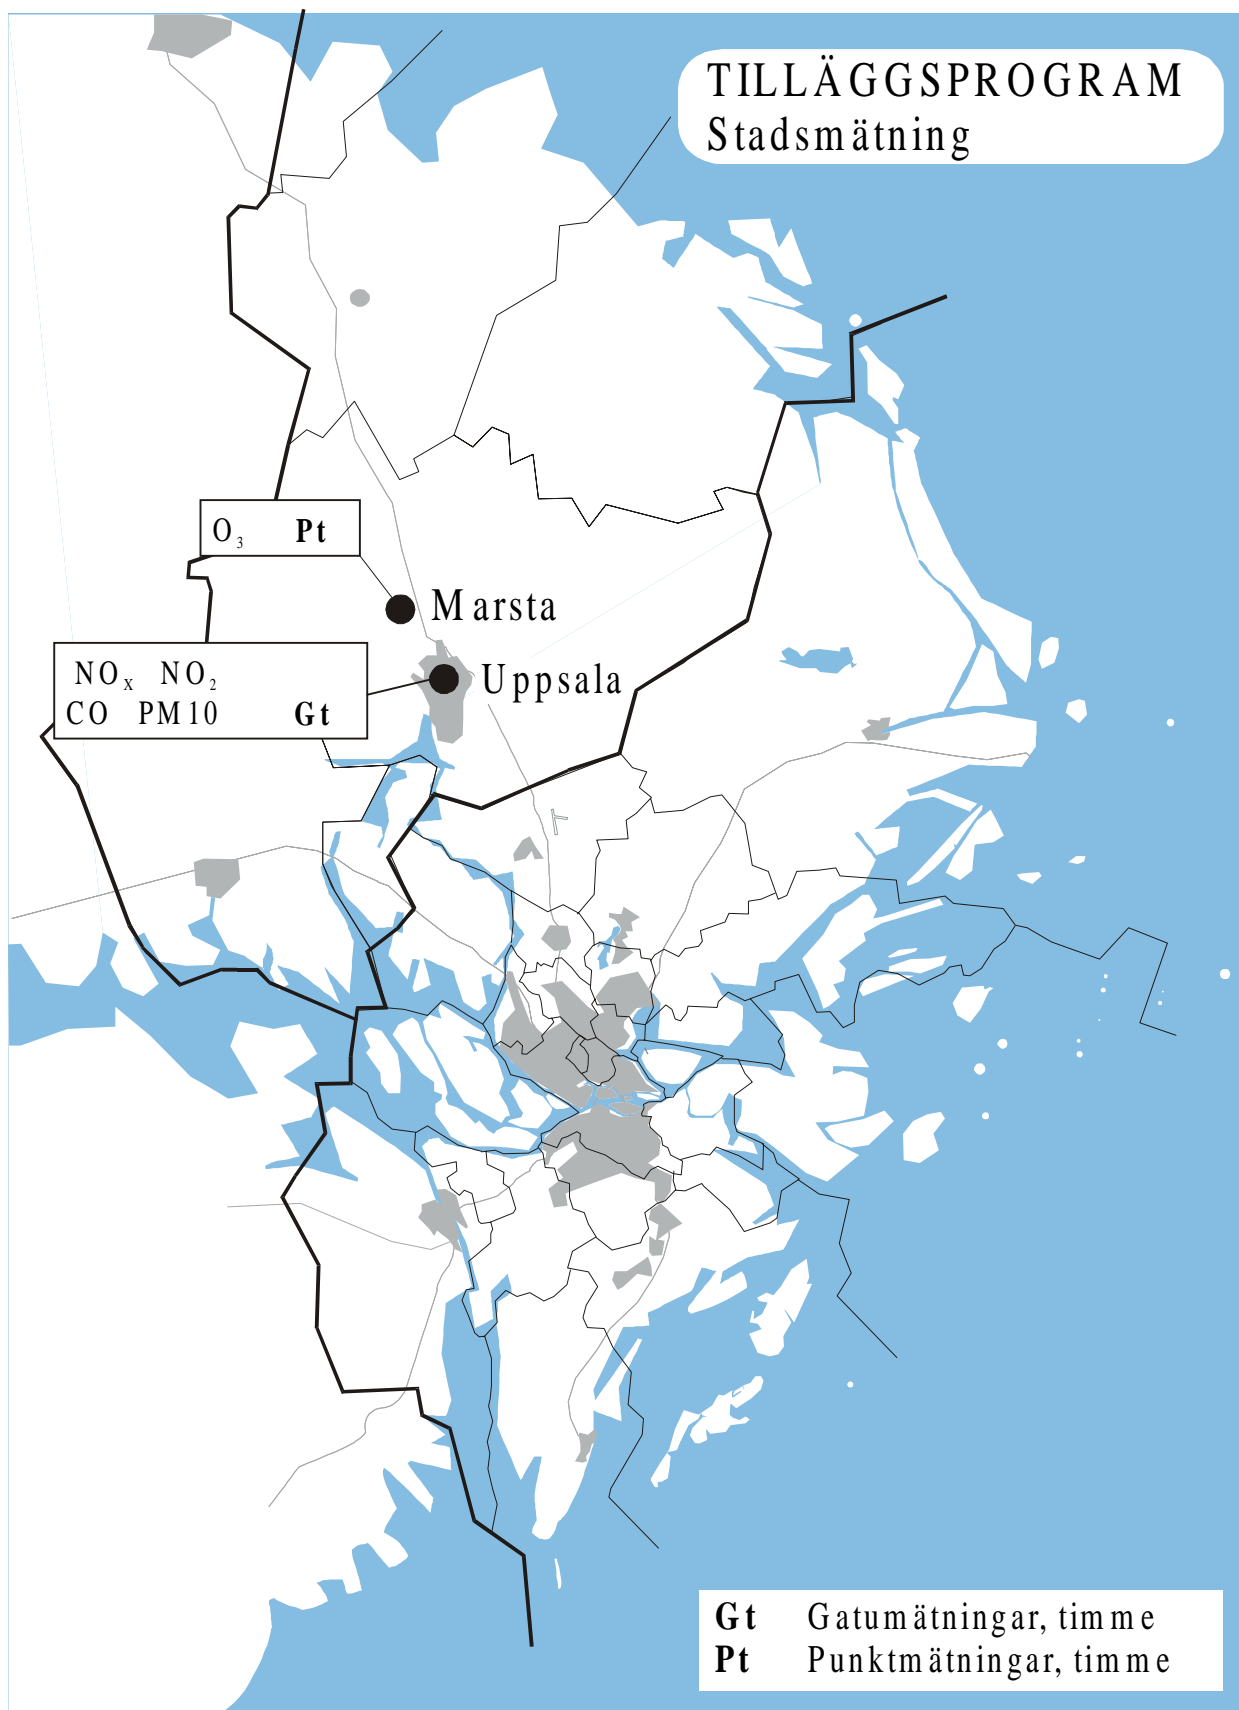 TILLÄGGSPROGRAM
Stadsmätning
O₃ Pt
Marsta
NOₓ NO₂
CO PM10 Gt
Uppsala
Gt Gatumätningar, timme
Pt Punktmätningar, timme